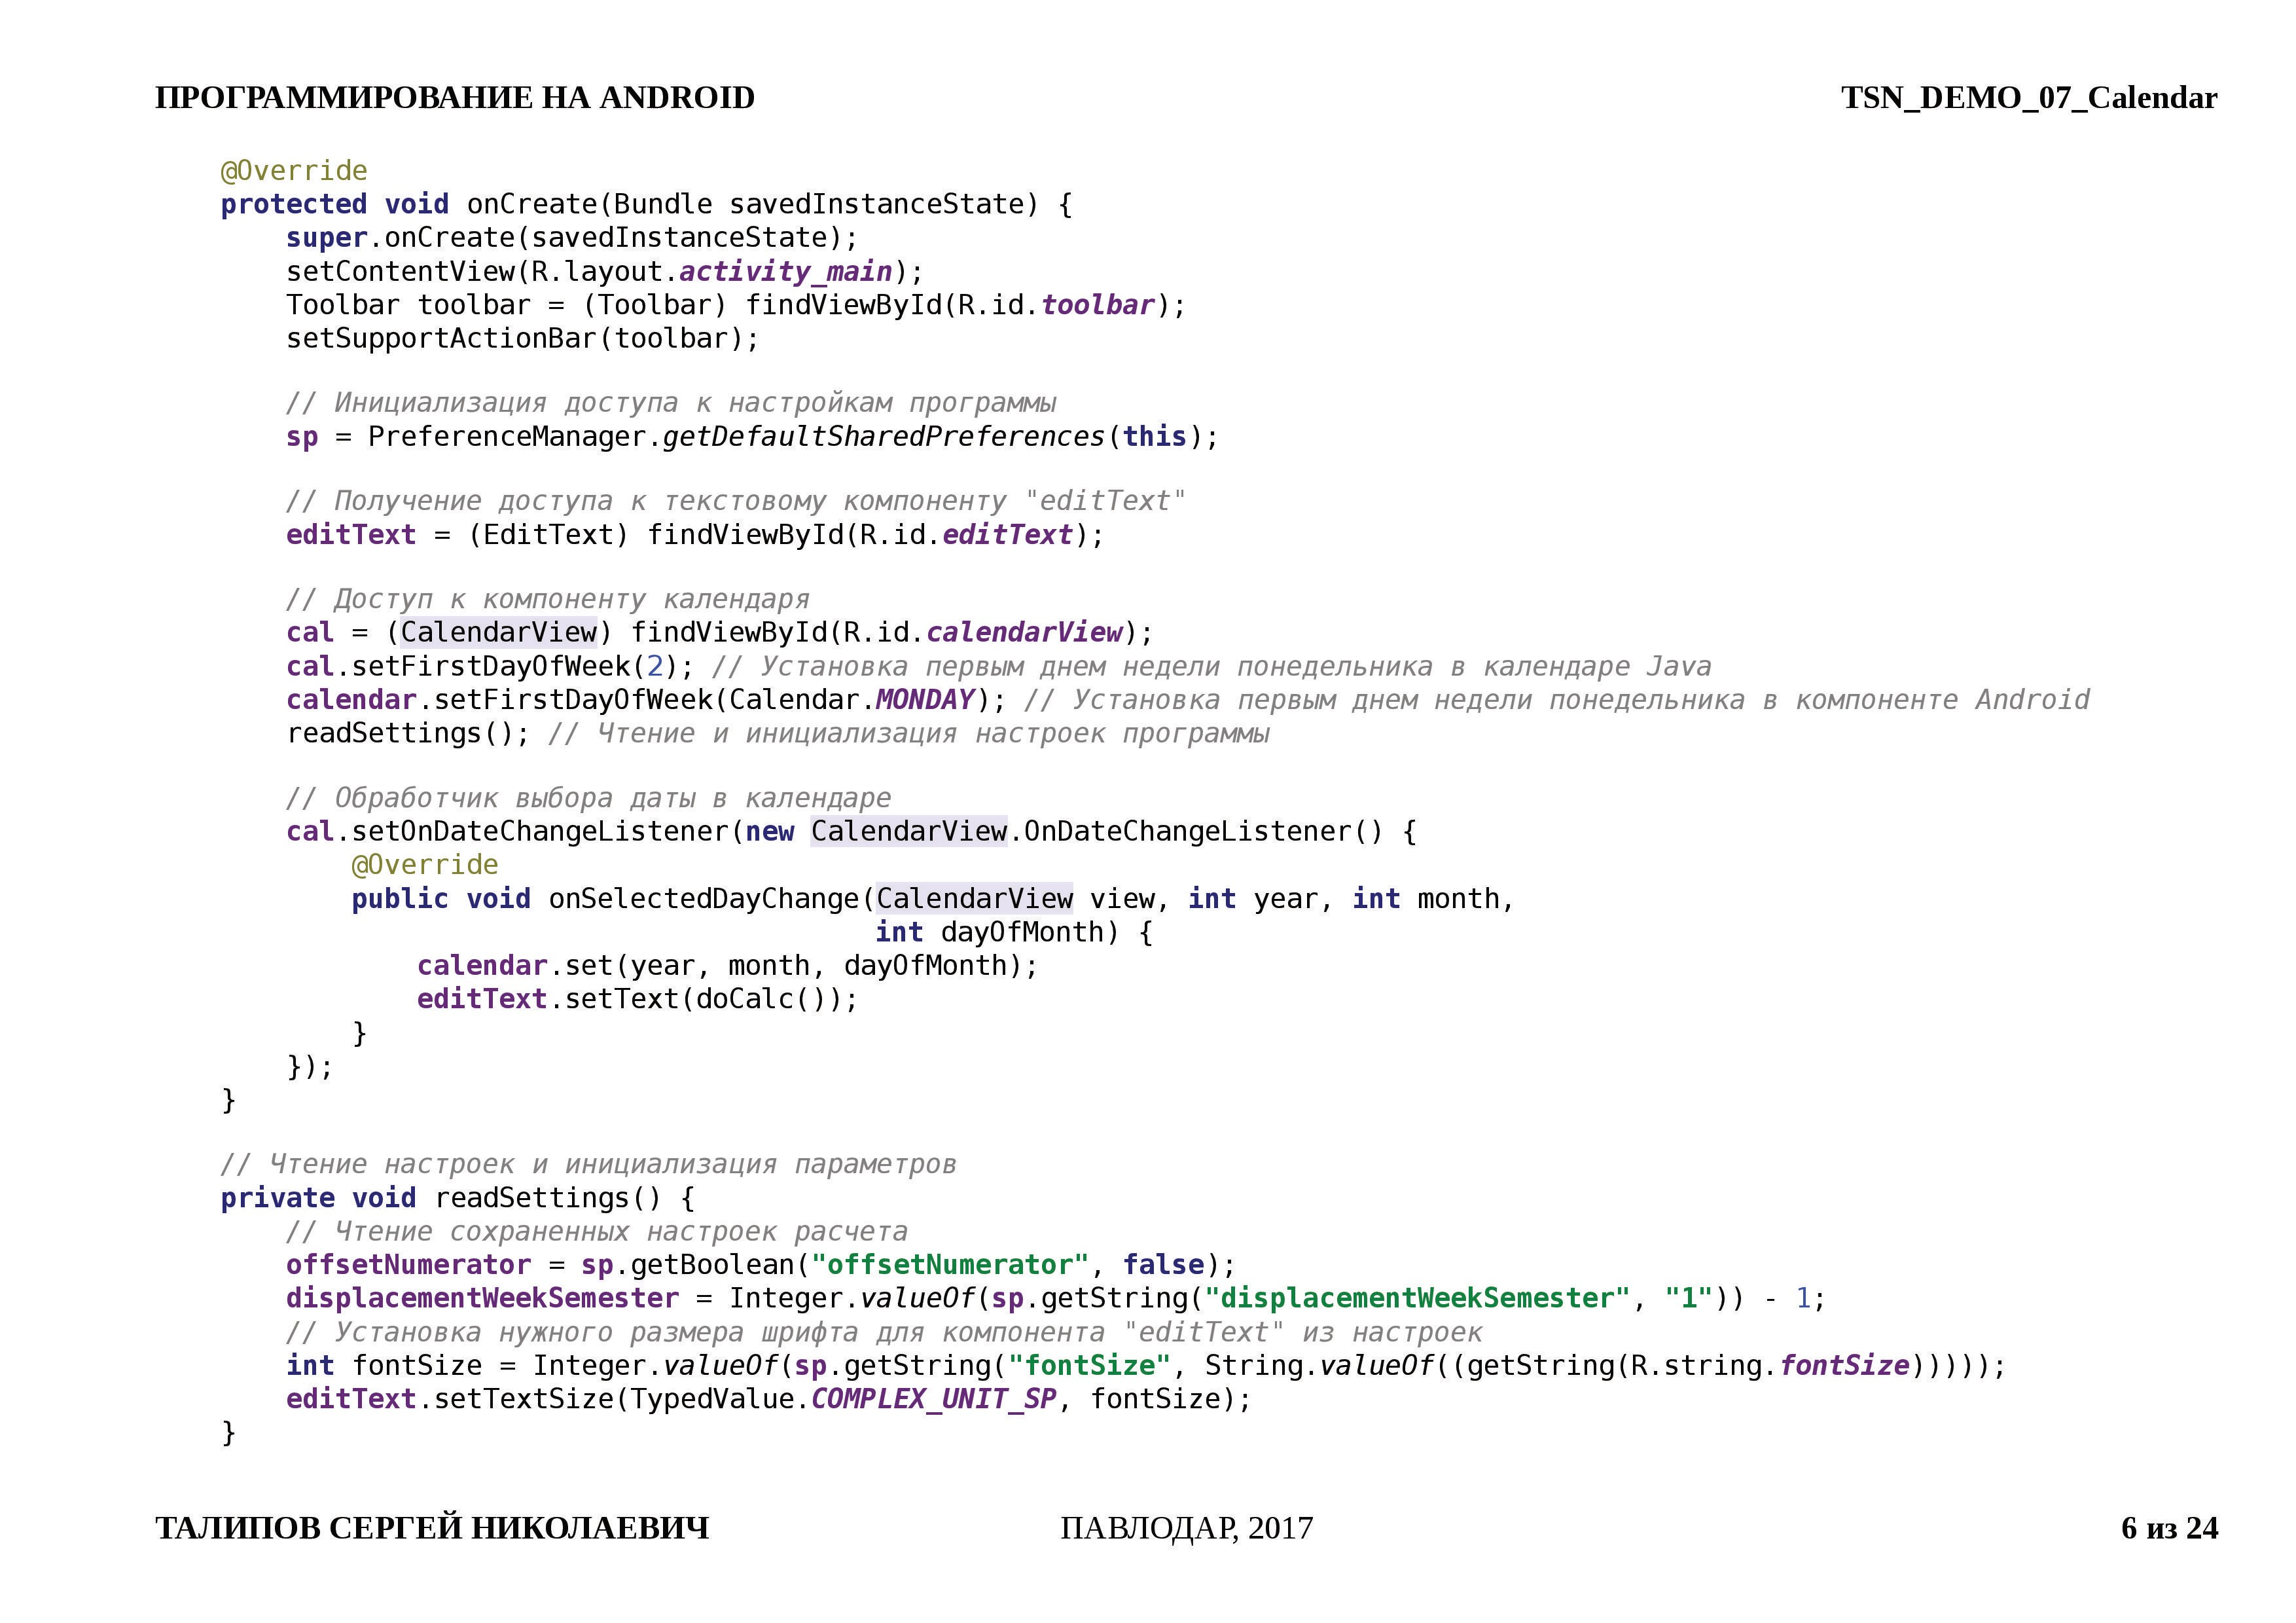 ПРОГРАММИРОВАНИЕ НА ANDROID
TSN_DEMO_07_Calendar
@Override
protected void onCreate(Bundle savedInstanceState) {
super.onCreate(savedInstanceState);
setContentView(R.layout.activity_main);
Toolbar toolbar = (Toolbar) findViewById(R.id.toolbar);
setSupportActionBar(toolbar);
// Инициализация доступа к настройкам программы
sp = PreferenceManager.getDefaultSharedPreferences(this);
// Получение доступа к текстовому компоненту "editText"
editText = (EditText) findViewById(R.id.editText);
// Доступ к компоненту календаря
cal = (CalendarView) findViewById(R.id.calendarView);
cal.setFirstDayOfWeek(2); // Установка первым днем недели понедельника в календаре Java
calendar.setFirstDayOfWeek(Calendar.MONDAY); // Установка первым днем недели понедельника в компоненте Android
readSettings(); // Чтение и инициализация настроек программы
// Обработчик выбора даты в календаре
cal.setOnDateChangeListener(new CalendarView.OnDateChangeListener() {
@Override
public void onSelectedDayChange(CalendarView view, int year, int month,
int dayOfMonth) {
calendar.set(year, month, dayOfMonth);
editText.setText(doCalc());
}
});
}
// Чтение настроек и инициализация параметров
private void readSettings() {
// Чтение сохраненных настроек расчета
offsetNumerator = sp.getBoolean("offsetNumerator", false);
displacementWeekSemester = Integer.valueOf(sp.getString("displacementWeekSemester", "1")) - 1;
// Установка нужного размера шрифта для компонента "editText" из настроек
int fontSize = Integer.valueOf(sp.getString("fontSize", String.valueOf((getString(R.string.fontSize)))));
editText.setTextSize(TypedValue.COMPLEX_UNIT_SP, fontSize);
}
ТАЛИПОВ СЕРГЕЙ НИКОЛАЕВИЧ
ПАВЛОДАР, 2017
6 из 24